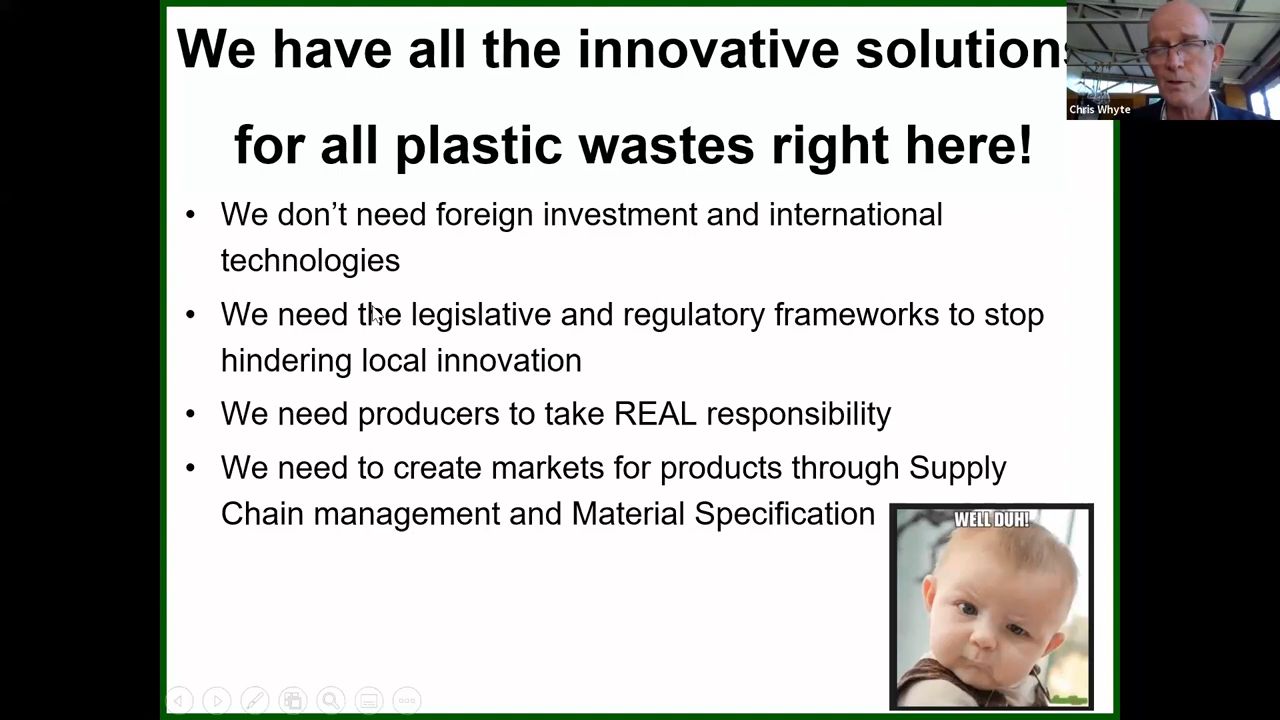 We have all the innovative solutions
for all plastic wastes right here!
Chris Whyte
• We don't need foreign investment and international
technologies
• We need the legislative and regulatory frameworks to stop
hindering local innovation
• We need producers to take REAL responsibility
• We need to create markets for products through Supply
Chain management and Material Specification
WELL DUH!